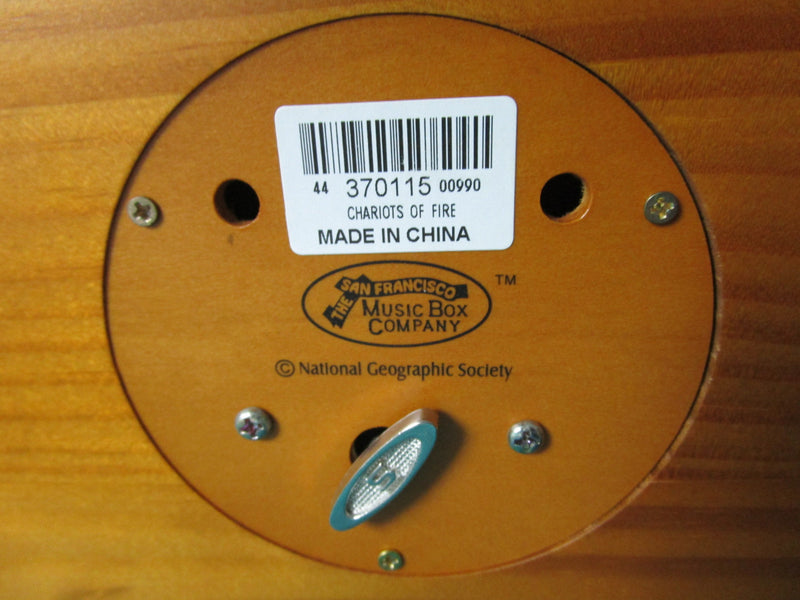 44 370115 00990
CHARIOTS OF FIRE
MADE IN CHINA
THE SAN FRANCISCO
MUSIC BOX
COMPANY
TM
© National Geographic Society